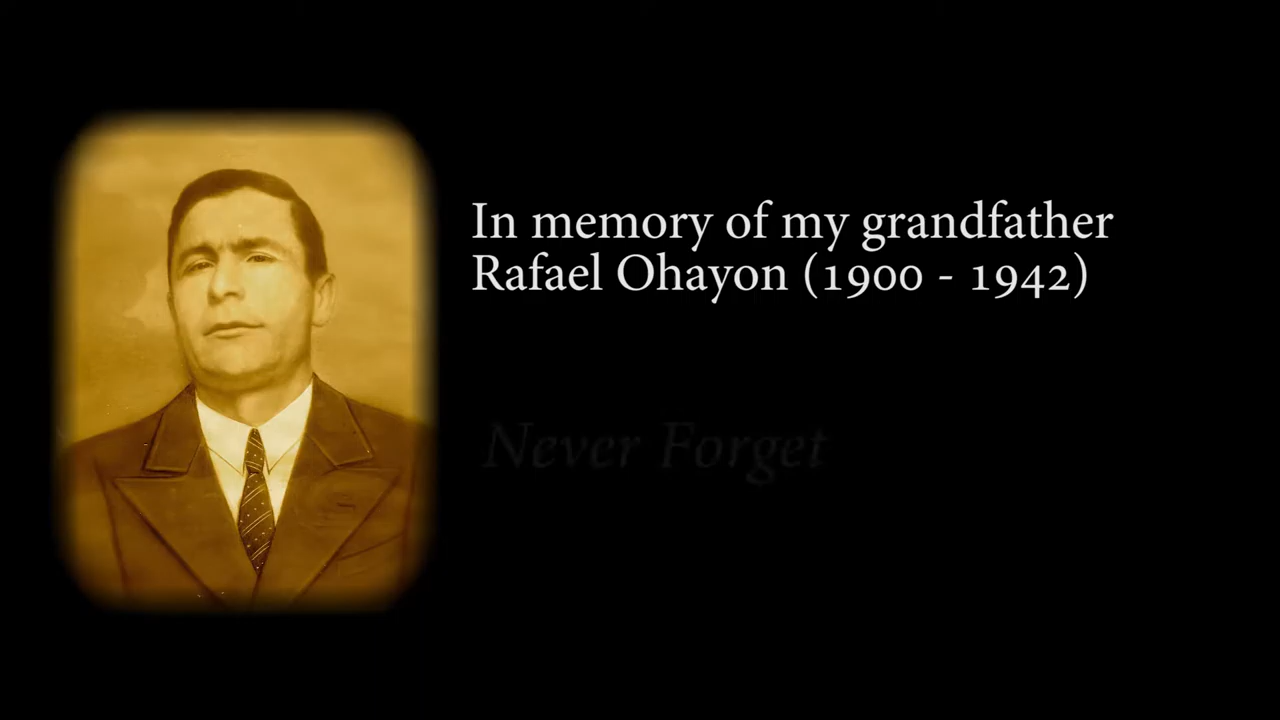 In memory of my grandfather
Rafael Ohayon (1900 - 1942)
Never Forget